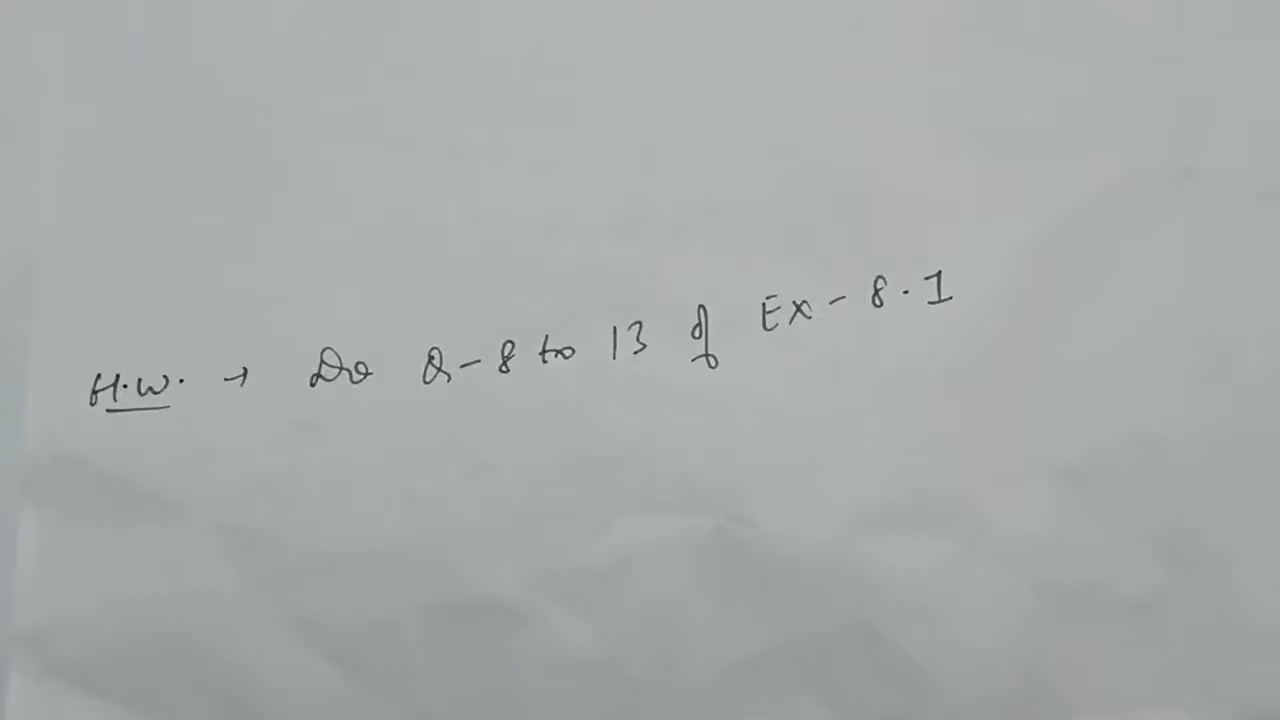 H.W. → Do Q-8 to 13 of Ex-8.1